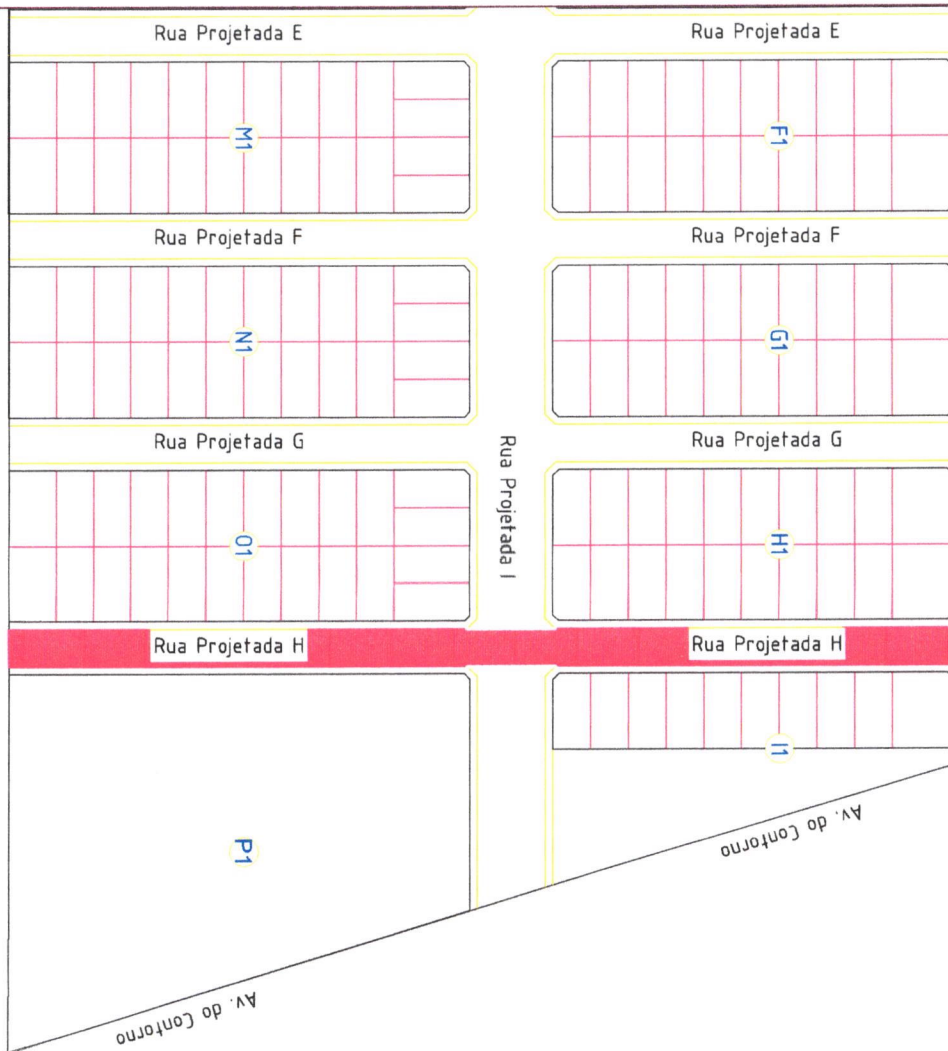 Rua Projetada E
Rua Projetada E
M1
F1
Rua Projetada F
Rua Projetada F
N1
G1
Rua Projetada G
Rua Projetada G
Rua Projetada I
O1
H1
Rua Projetada H
Rua Projetada H
I1
Av. do Contorno
P1
Av. do Contorno